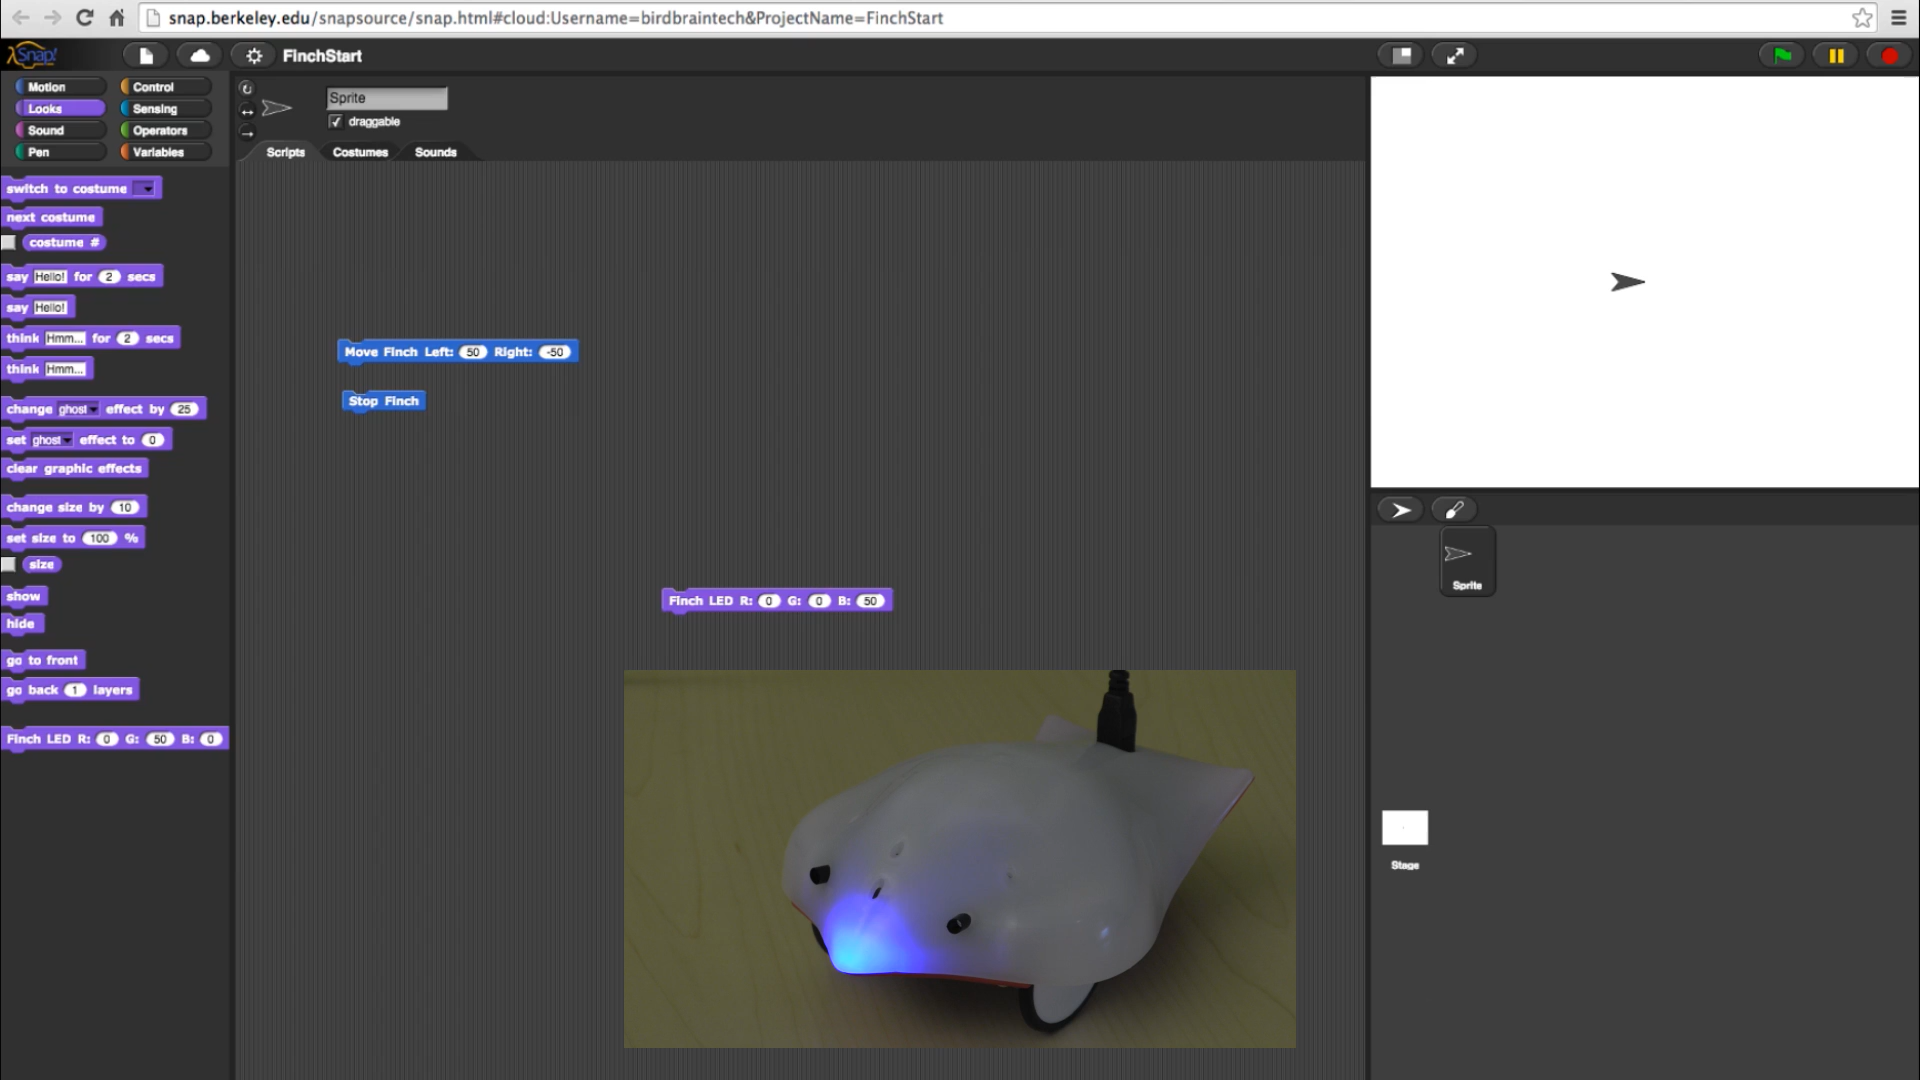 snap.berkeley.edu/snapsource/snap.html#cloud:Username=birdbraintech&ProjectName=FinchStart
Snap!
FinchStart
Motion
Control
Looks
Sensing
Sound
Operators
Pen
Variables
Sprite
draggable
Scripts
Costumes
Sounds
switch to costume
next costume
costume #
say Hello! for 2 secs
say Hello!
think Hmm... for 2 secs
think Hmm...
change ghost effect by 25
set ghost effect to 0
clear graphic effects
change size by 10
set size to 100 %
size
show
hide
go to front
go back 1 layers
Finch LED R: 0 G: 50 B: 0
Move Finch Left: 50 Right: -50
Stop Finch
Finch LED R: 0 G: 0 B: 50
Sprite
Stage